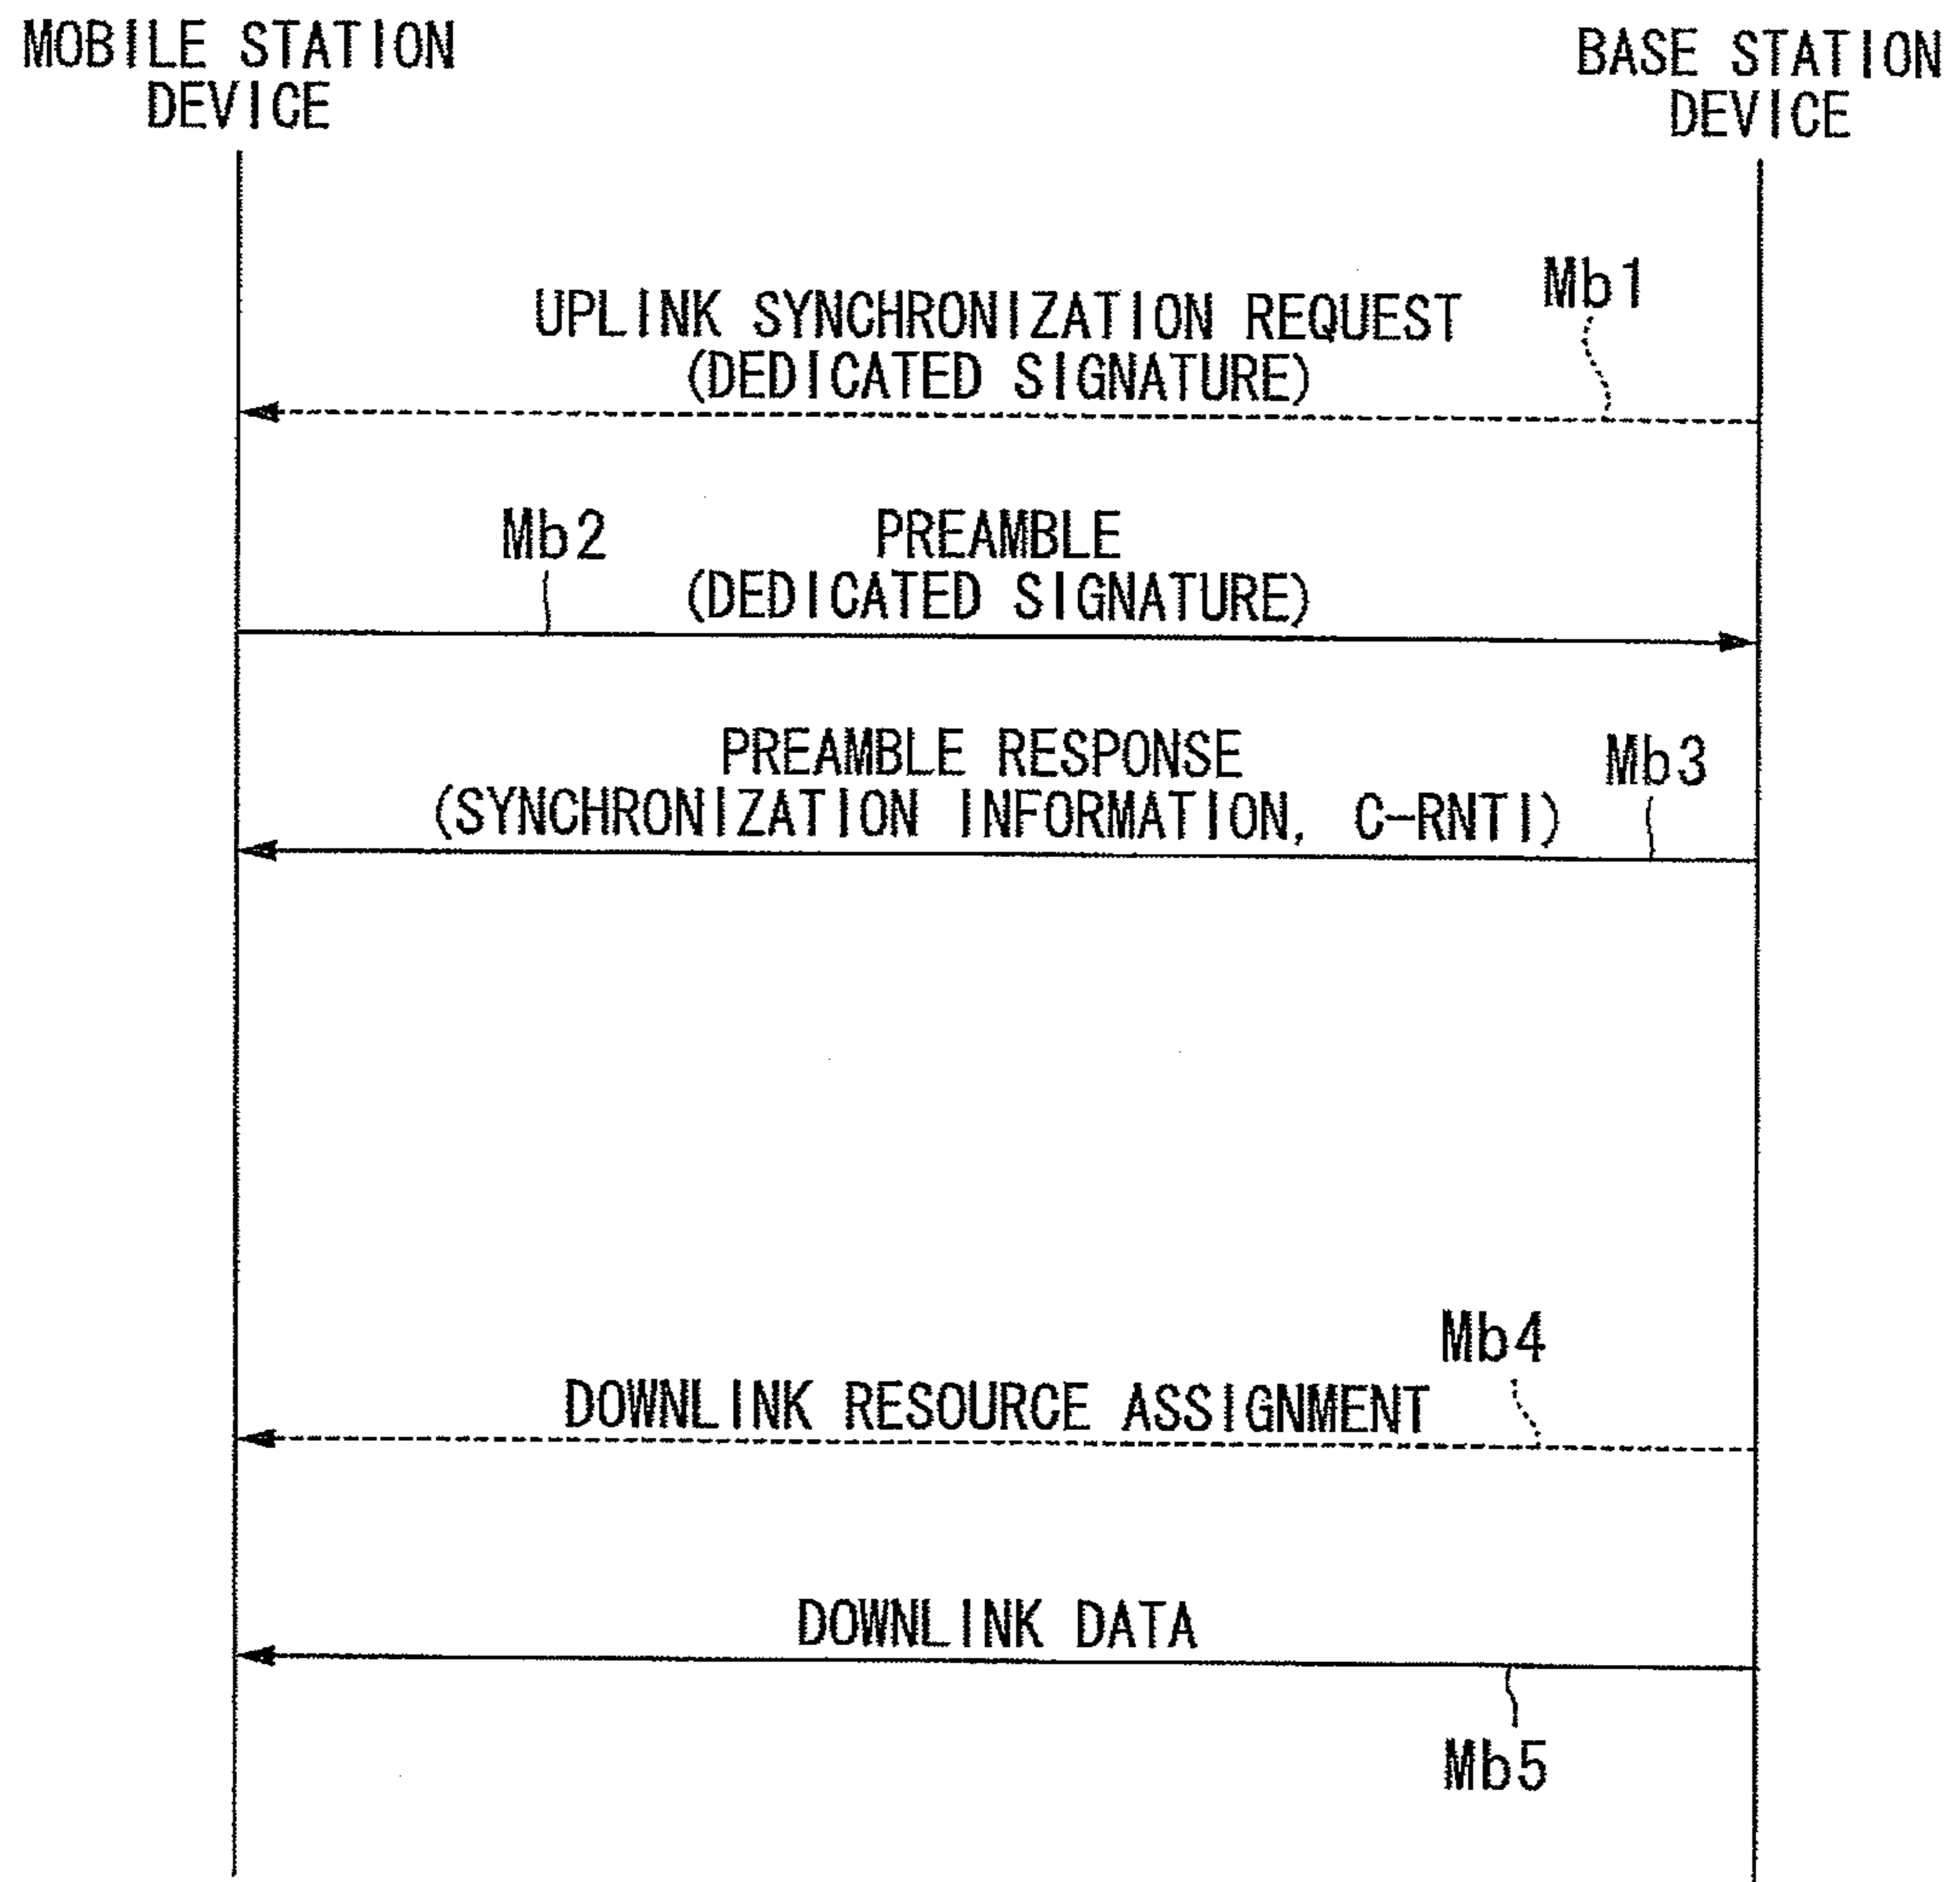 MOBILE STATION
DEVICE
BASE STATION
DEVICE
Mb1
UPLINK SYNCHRONIZATION REQUEST
(DEDICATED SIGNATURE)
Mb2
PREAMBLE
(DEDICATED SIGNATURE)
PREAMBLE RESPONSE
Mb3
(SYNCHRONIZATION INFORMATION, C-RNTI)
Mb4
DOWNLINK RESOURCE ASSIGNMENT
DOWNLINK DATA
Mb5